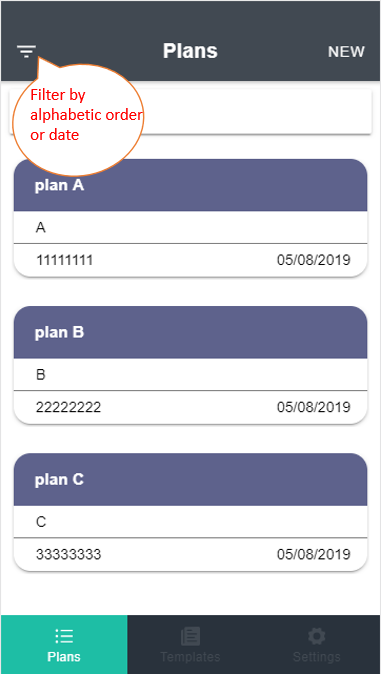 Plans
NEW
Filter by
alphabetic order
or date
plan A
A
11111111 05/08/2019
plan B
B
22222222 05/08/2019
plan C
C
33333333 05/08/2019
Plans Templates Settings